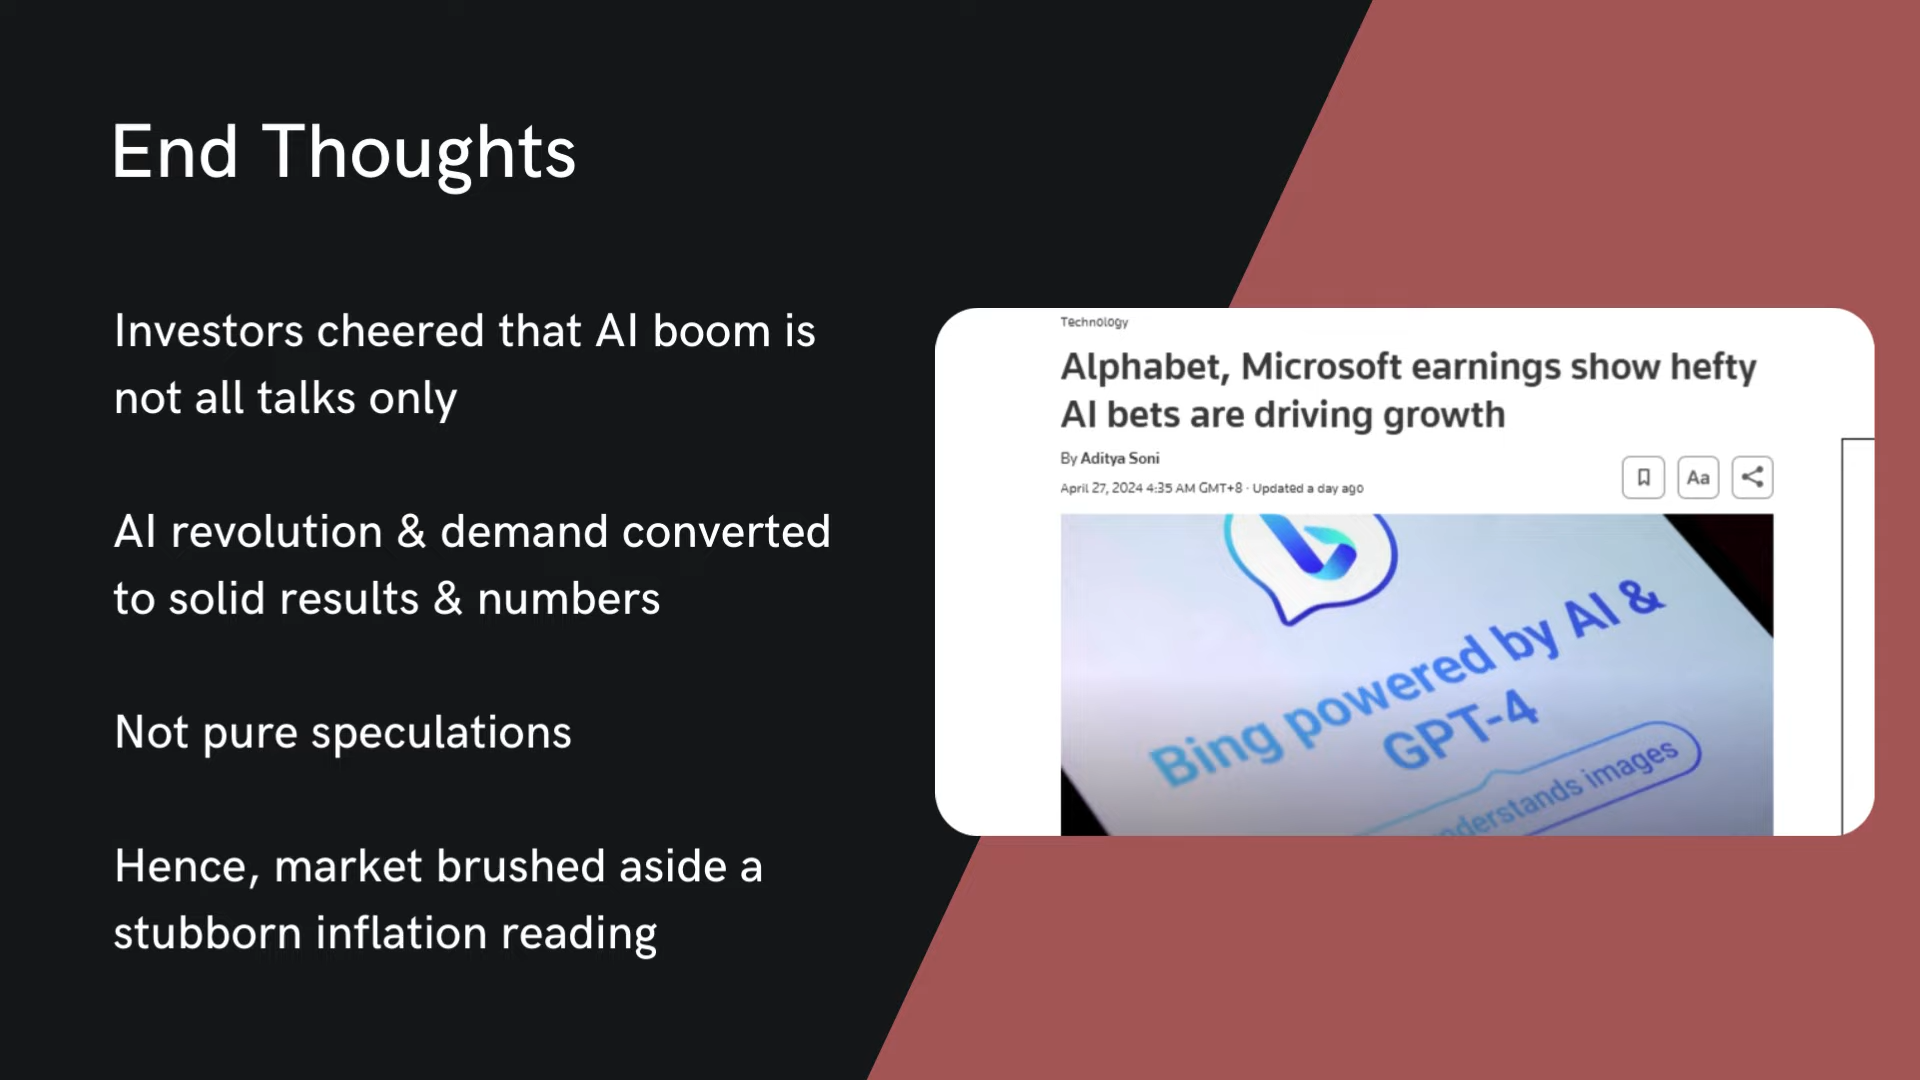 End Thoughts
Investors cheered that AI boom is
not all talks only
AI revolution & demand converted
to solid results & numbers
Not pure speculations
Hence, market brushed aside a
stubborn inflation reading
Technology
Alphabet, Microsoft earnings show hefty
AI bets are driving growth
By Aditya Soni
April 27, 2024 4:35 AM GMT+8 · Updated a day ago
Aa
Bing powered by AI &
GPT-4
understands images